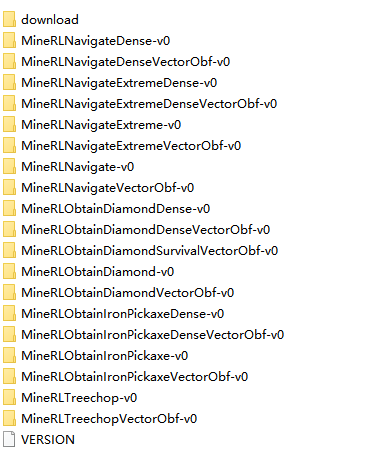 download
MineRLNavigateDense-v0
MineRLNavigateDenseVectorObf-v0
MineRLNavigateExtremeDense-v0
MineRLNavigateExtremeDenseVectorObf-v0
MineRLNavigateExtreme-v0
MineRLNavigateExtremeVectorObf-v0
MineRLNavigate-v0
MineRLNavigateVectorObf-v0
MineRLObtainDiamondDense-v0
MineRLObtainDiamondDenseVectorObf-v0
MineRLObtainDiamondSurvivalVectorObf-v0
MineRLObtainDiamond-v0
MineRLObtainDiamondVectorObf-v0
MineRLObtainIronPickaxeDense-v0
MineRLObtainIronPickaxeDenseVectorObf-v0
MineRLObtainIronPickaxe-v0
MineRLObtainIronPickaxeVectorObf-v0
MineRLTreechop-v0
MineRLTreechopVectorObf-v0
VERSION